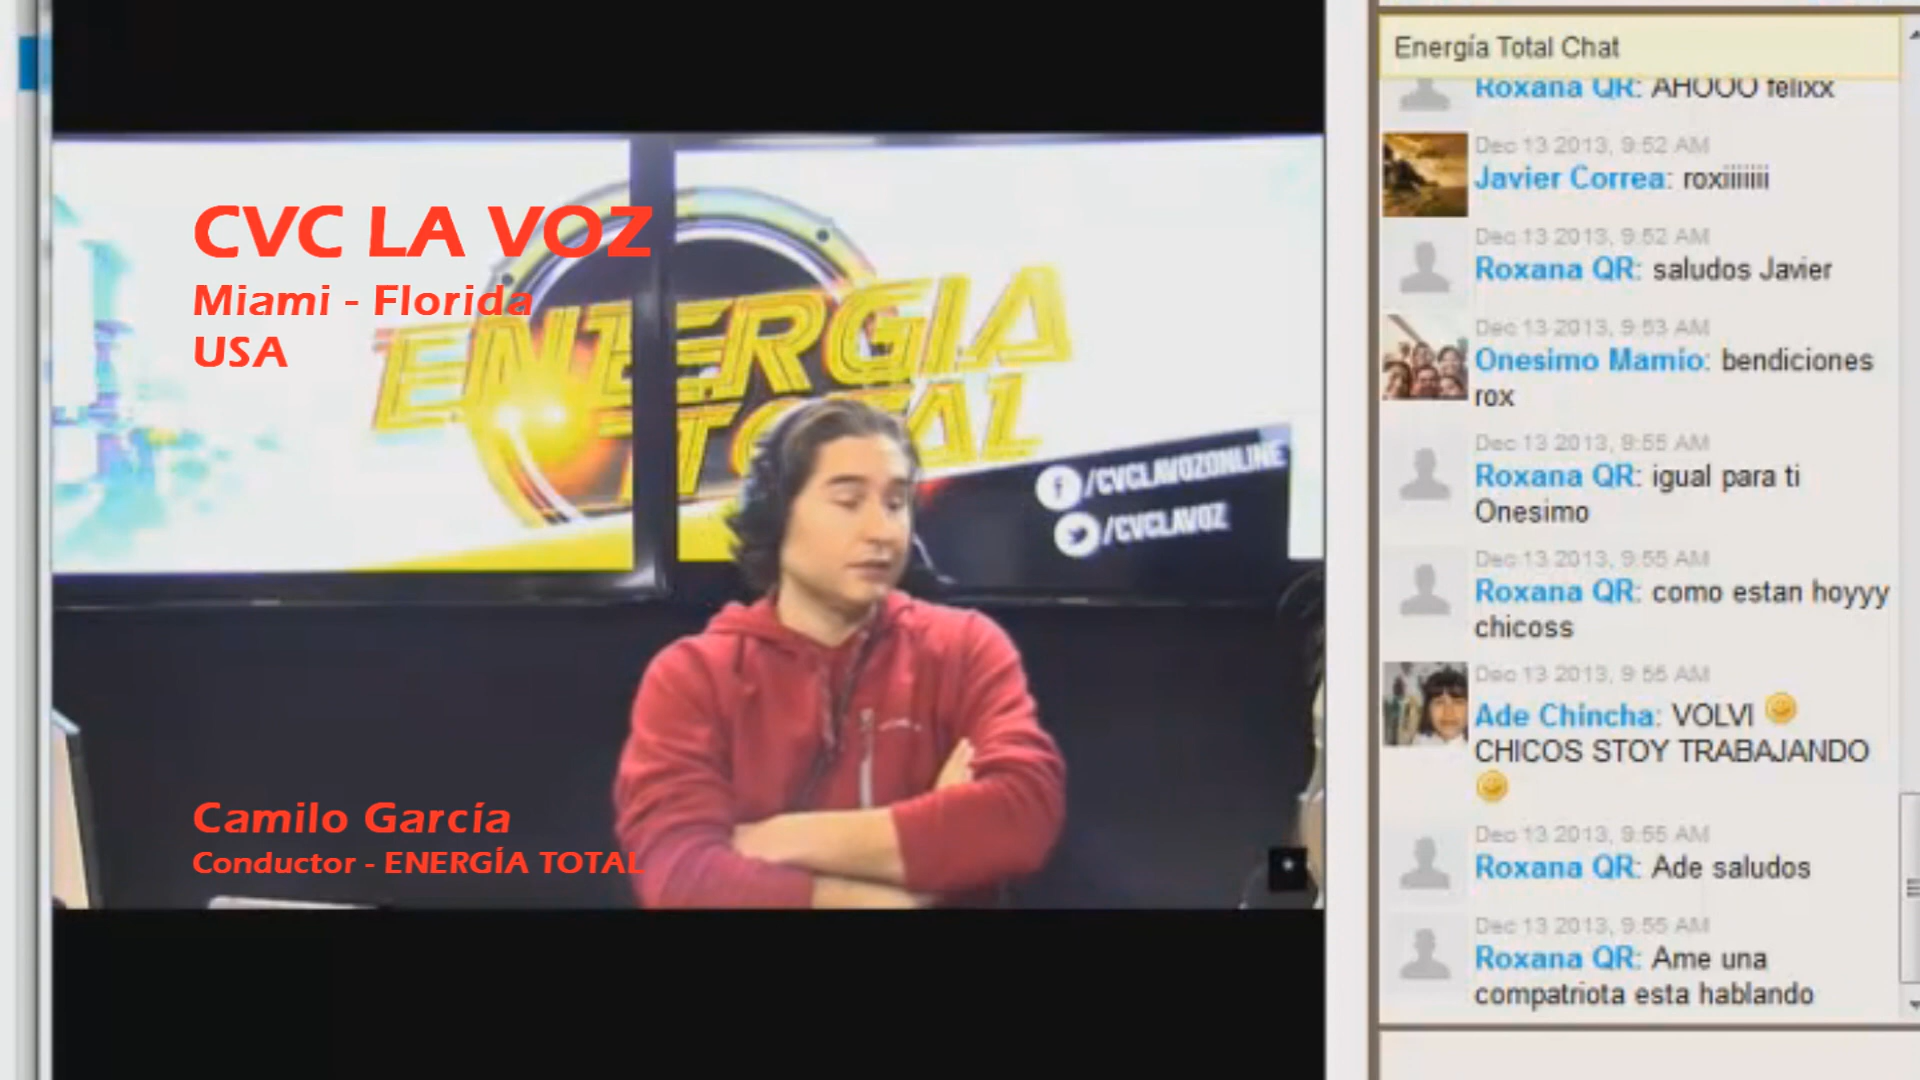 CVC LA VOZ
Miami - Florida
USA
ENERGIA
TOTAL
/CVCLAVOZONLINE
/CVCLAVOZ
Camilo García
Conductor - ENERGÍA TOTAL
Energía Total Chat
Roxana QR: AHOOO felixx
Dec 13 2013, 9:52 AM
Javier Correa: roxiiiiiii
Dec 13 2013, 9:52 AM
Roxana QR: saludos Javier
Dec 13 2013, 9:53 AM
Onesimo Mamio: bendiciones
rox
Dec 13 2013, 9:55 AM
Roxana QR: igual para ti
Onesimo
Dec 13 2013, 9:55 AM
Roxana QR: como estan hoyyy
chicoss
Dec 13 2013, 9:55 AM
Ade Chincha: VOLVI
CHICOS STOY TRABAJANDO
Dec 13 2013, 9:55 AM
Roxana QR: Ade saludos
Dec 13 2013, 9:55 AM
Roxana QR: Ame una
compatriota esta hablando